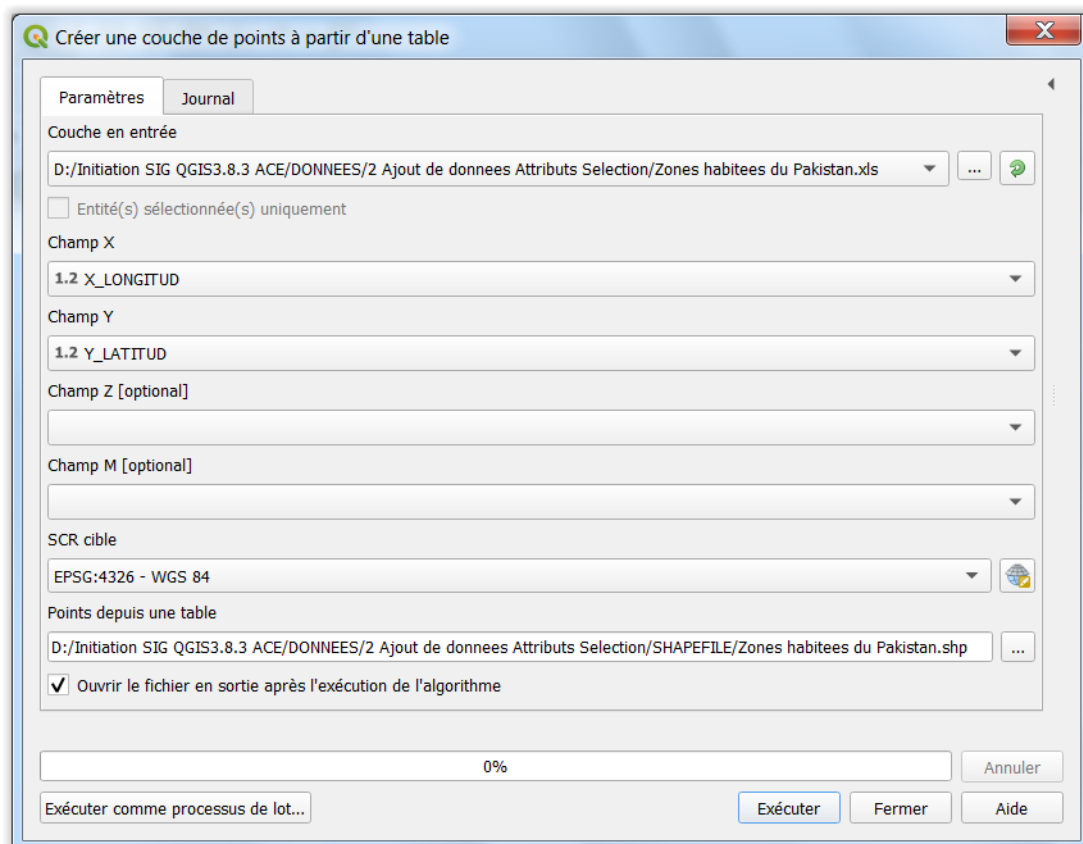 Créer une couche de points à partir d'une table
Paramètres
Journal
Couche en entrée
D:/Initiation SIG QGIS3.8.3 ACE/DONNEES/2 Ajout de donnees Attributs Selection/Zones habitees du Pakistan.xls
...
Entité(s) sélectionnée(s) uniquement
Champ X
1.2 X_LONGITUD
Champ Y
1.2 Y_LATITUD
Champ Z [optional]
Champ M [optional]
SCR cible
EPSG:4326 - WGS 84
Points depuis une table
D:/Initiation SIG QGIS3.8.3 ACE/DONNEES/2 Ajout de donnees Attributs Selection/SHAPEFILE/Zones habitees du Pakistan.shp
...
Ouvrir le fichier en sortie après l'exécution de l'algorithme
0%
Annuler
Exécuter comme processus de lot...
Exécuter
Fermer
Aide